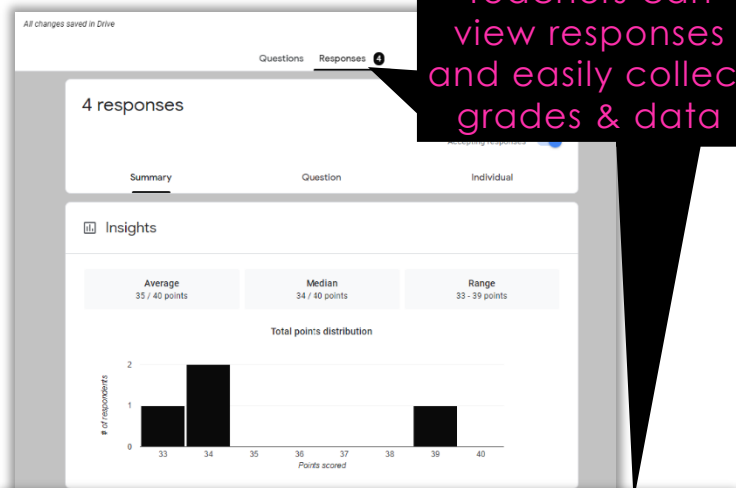 All changes saved in Drive
view responses
and easily collec
grades & data
Questions Responses 4
4 responses
Accepting responses
Summary Question Individual
Insights
Average Median Range
35 / 40 points 34 / 40 points 33 - 39 points
Total points distribution
# of respondents
2
1
0
33 34 35 36 37 38 39 40
Points scored